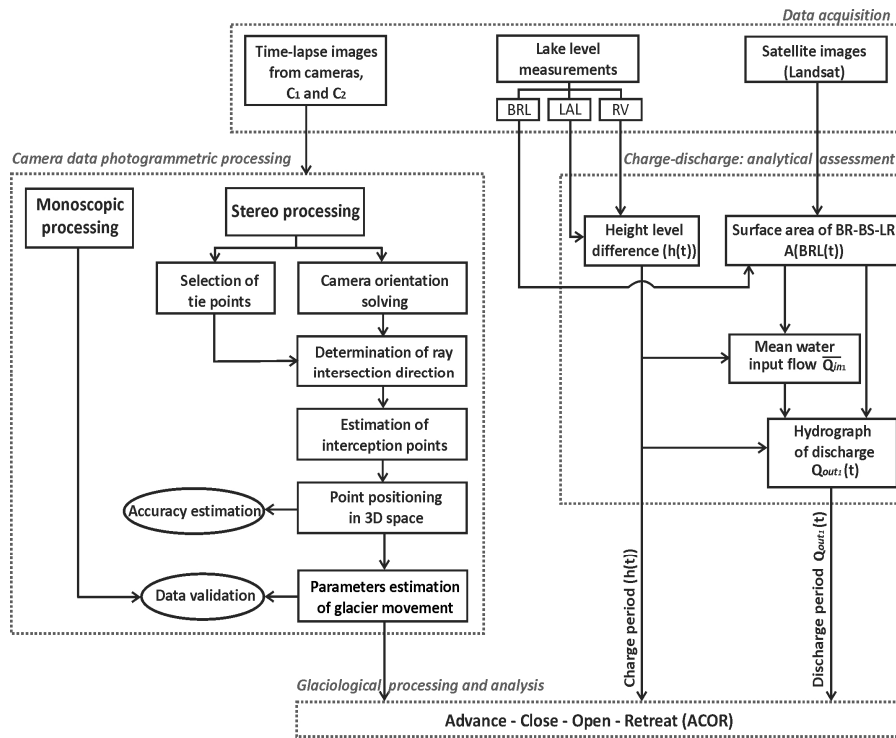 Data acquisition
Time-lapse images
from cameras,
C1 and C2
Lake level
measurements
Satellite images
(Landsat)
BRL
LAL
RV
Camera data photogrammetric processing
Charge-discharge: analytical assessment
Monoscopic
processing
Stereo processing
Height level
difference (h(t))
Surface area of BR-BS-LR
A(BRL(t))
Selection of
tie points
Camera orientation
solving
Determination of ray
intersection direction
Mean water
input flow Qin1
Estimation of
interception points
Hydrograph
of discharge
Qout1(t)
Accuracy estimation
Point positioning
in 3D space
Data validation
Parameters estimation
of glacier movement
Charge period (h(t))
Discharge period Qout1(t)
Glaciological processing and analysis
Advance - Close - Open - Retreat (ACOR)